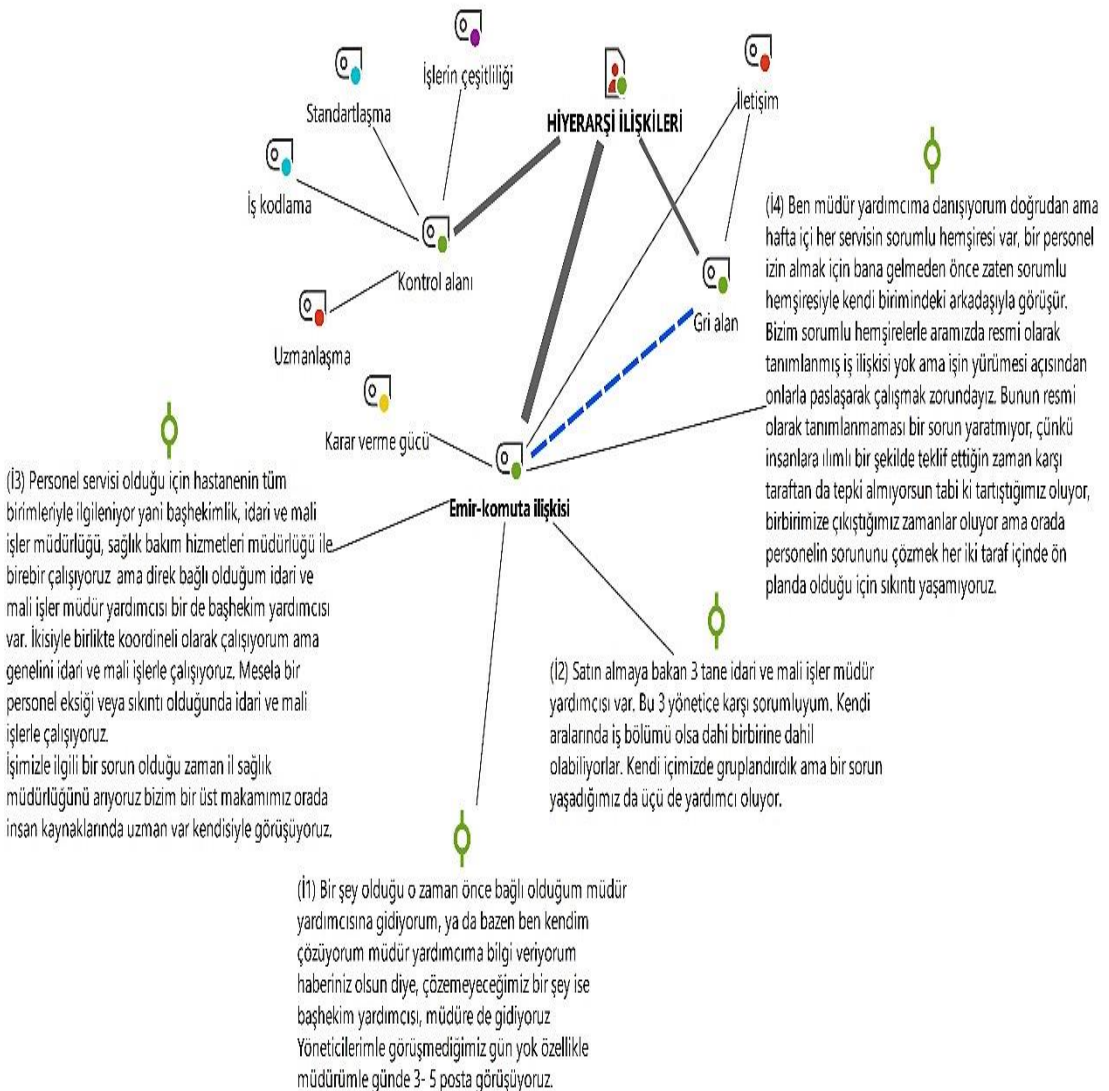 İşlerin çeşitliliği
Standartlaşma
HİYERARŞİ İLİŞKİLERİ
İletişim
İş kodlama
Kontrol alanı
Gri alan
Uzmanlaşma
Karar verme gücü
Emir-komuta ilişkisi
(İ4) Ben müdür yardımcıma danışıyorum doğrudan ama
hafta içi her servisin sorumlu hemşiresi var, bir personel
izin almak için bana gelmeden önce zaten sorumlu
hemşiresiyle kendi birimindeki arkadaşıyla görüşür.
Bizim sorumlu hemşirelerle aramızda resmi olarak
tanımlanmış iş ilişkisi yok ama işin yürümesi açısından
onlarla paslaşarak çalışmak zorundayız. Bunun resmi
olarak tanımlanmaması bir sorun yaratmıyor, çünkü
insanlara ılımlı bir şekilde teklif ettiğin zaman karşı
taraftan da tepki almıyorsun tabi ki tartıştığımız oluyor,
birbirimize çıkıştığımız zamanlar oluyor ama orada
personelin sorununu çözmek her iki taraf içinde ön
planda olduğu için sıkıntı yaşamıyoruz.
(İ3) Personel servisi olduğu için hastanenin tüm
birimleriyle ilgileniyor yani başhekimlik, idari ve mali
işler müdürlüğü, sağlık bakım hizmetleri müdürlüğü ile
birebir çalışıyoruz ama direk bağlı olduğum idari ve
mali işler müdür yardımcısı bir de başhekim yardımcısı
var. İkisiyle birlikte koordineli olarak çalışıyorum ama
genelini idari ve mali işlerle çalışıyoruz. Mesela bir
personel eksiği veya sıkıntı olduğunda idari ve mali
işlerle çalışıyoruz.
İşimizle ilgili bir sorun olduğu zaman il sağlık
müdürlüğünü arıyoruz bizim bir üst makamımız orada
insan kaynaklarında uzman var kendisiyle görüşüyoruz.
(İ2) Satın almaya bakan 3 tane idari ve mali işler müdür
yardımcısı var. Bu 3 yönetice karşı sorumluyum. Kendi
aralarında iş bölümü olsa dahi birbirine dahil
olabiliyorlar. Kendi içimizde gruplandırdık ama bir sorun
yaşadığımız da üçü de yardımcı oluyor.
(İ1) Bir şey olduğu o zaman önce bağlı olduğum müdür
yardımcısına gidiyorum, ya da bazen ben kendim
çözüyorum müdür yardımcıma bilgi veriyorum
haberiniz olsun diye, çözemeyeceğimiz bir şey ise
başhekim yardımcısı, müdüre de gidiyoruz
Yöneticilerimle görüşmediğimiz gün yok özellikle
müdürümle günde 3- 5 posta görüşüyoruz.